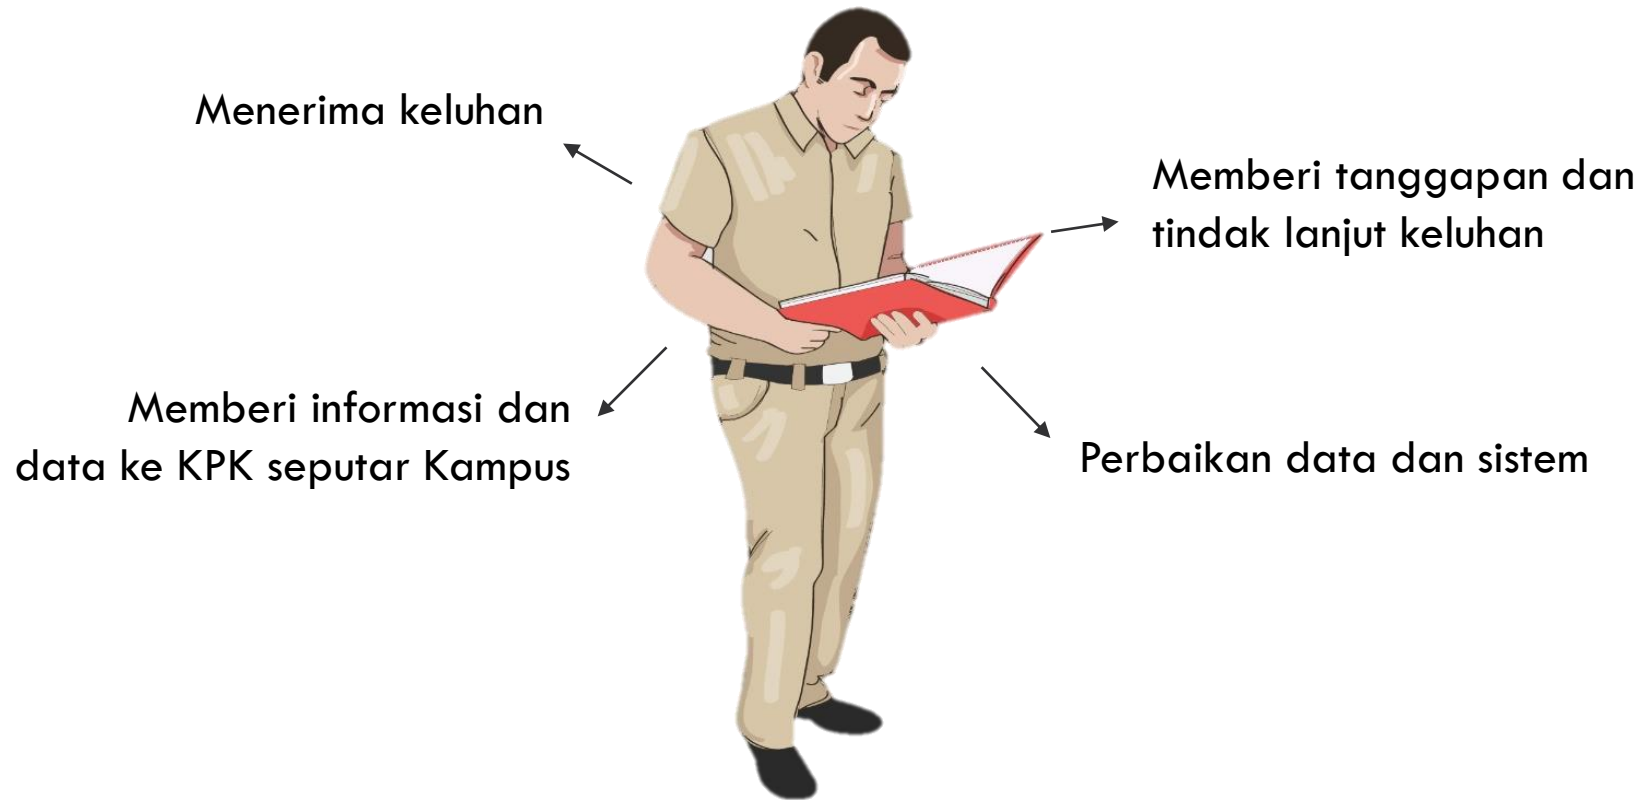 Menerima keluhan
Memberi tanggapan dan
tindak lanjut keluhan
Memberi informasi dan
data ke KPK seputar Kampus
Perbaikan data dan sistem